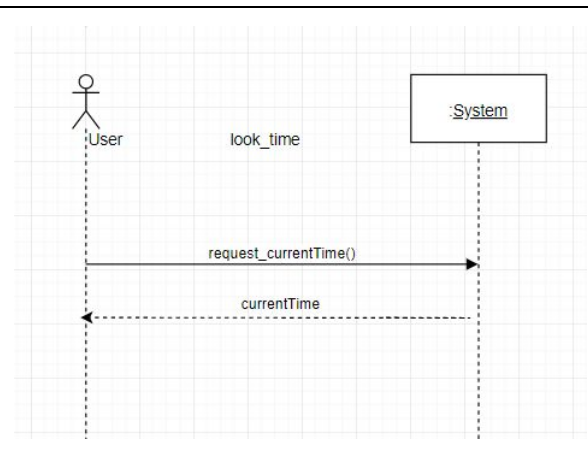 :System
User
look_time
request_currentTime()
currentTime